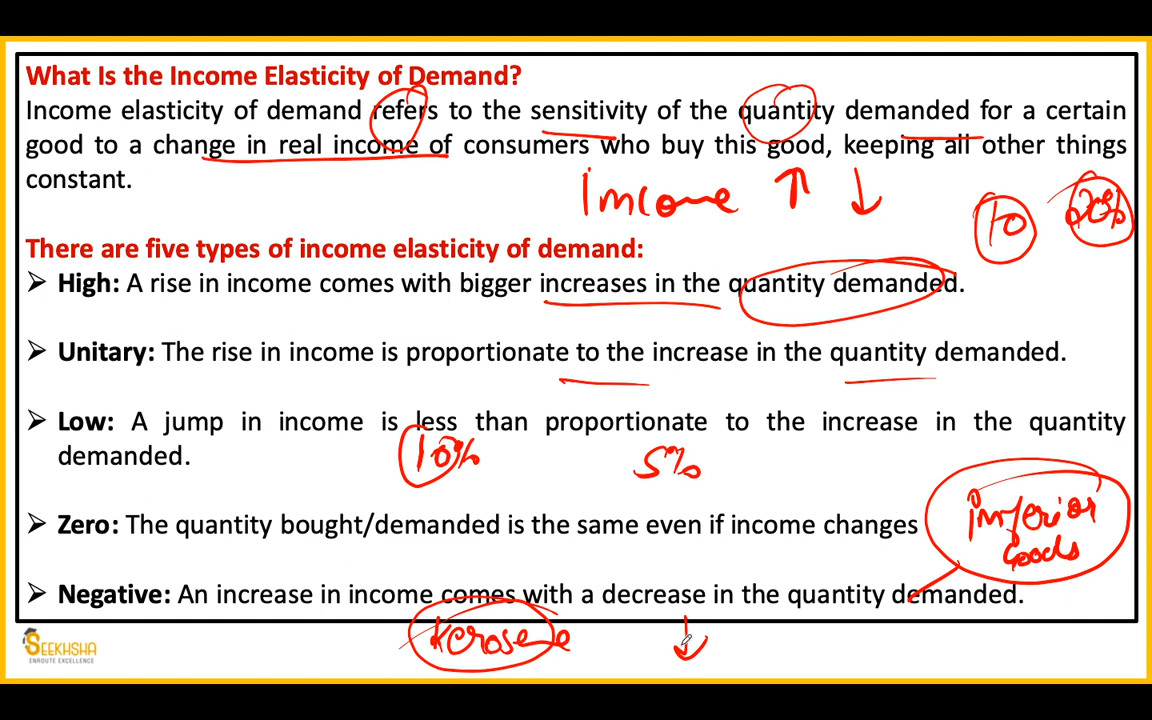 What Is the Income Elasticity of Demand?
Income elasticity of demand refers to the sensitivity of the quantity demanded for a certain
good to a change in real income of consumers who buy this good, keeping all other things
constant.
Income ↑ ↓
10 20%
There are five types of income elasticity of demand:
➤ High: A rise in income comes with bigger increases in the quantity demanded.
➤ Unitary: The rise in income is proportionate to the increase in the quantity demanded.
➤ Low: A jump in income is less than proportionate to the increase in the quantity
demanded.
10% 5%
➤ Zero: The quantity bought/demanded is the same even if income changes
Inferior
Goods
➤ Negative: An increase in income comes with a decrease in the quantity demanded.
Kerosene ↓
SEEKHSHA
ENROUTE EXCELLENCY